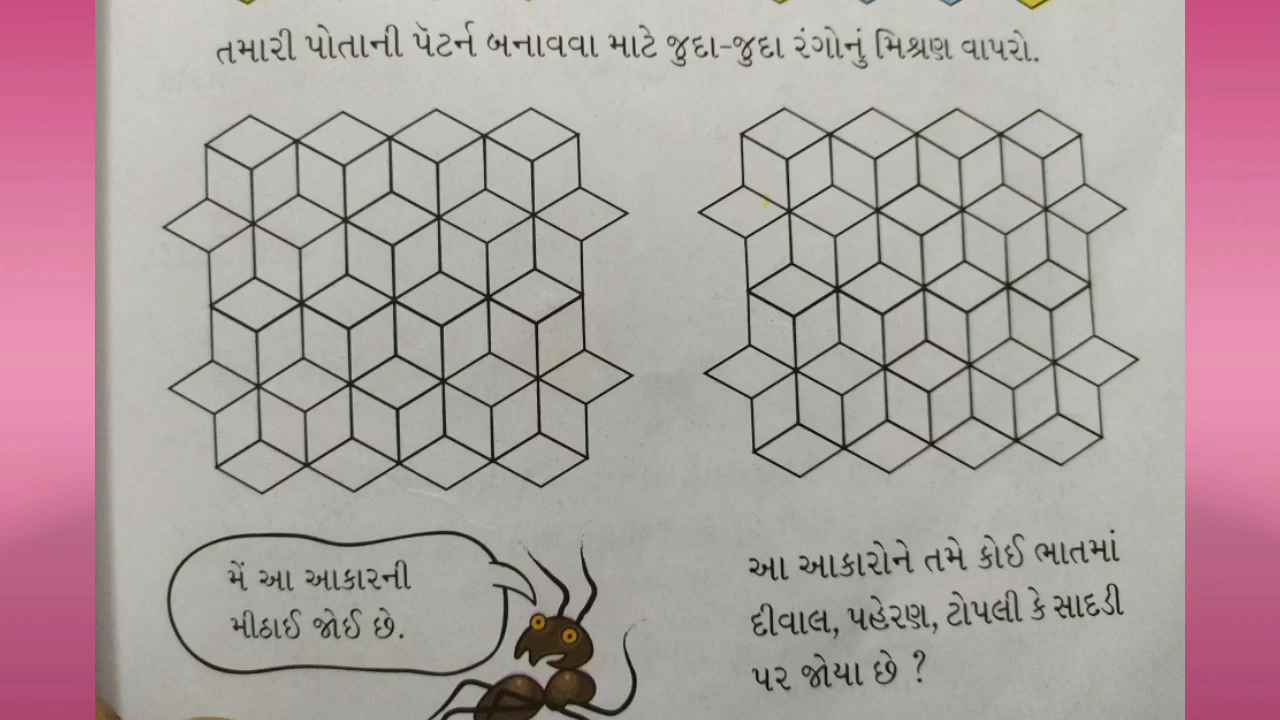 તમારી પોતાની પૅટર્ન બનાવવા માટે જુદા-જુદા રંગોનું મિશ્રણ વાપરો.
મેં આ આકારની
મીઠાઈ જોઈ છે.
આ આકારોને તમે કોઈ ભાતમાં
દીવાલ, પહેરણ, ટોપલી કે સાદડી
પર જોયા છે ?